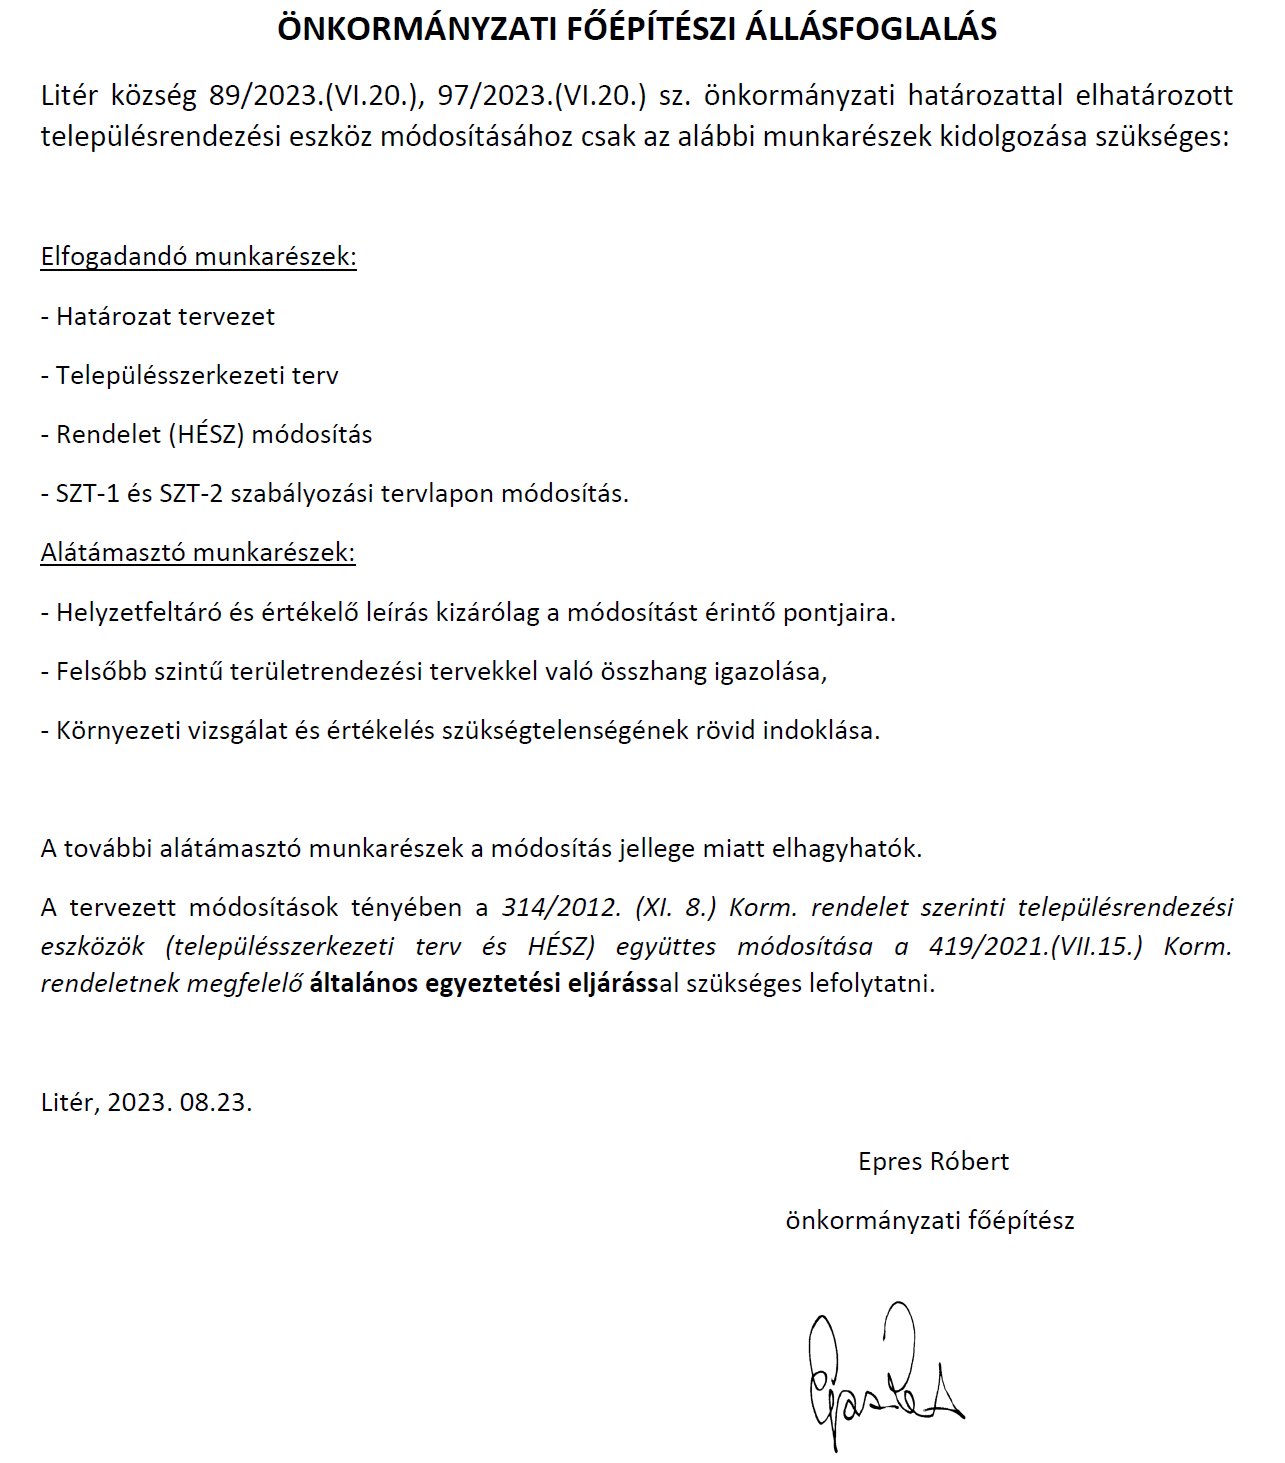 ÖNKORMÁNYZATI FŐÉPÍTÉSZI ÁLLÁSFOGLALÁS
Litér község 89/2023.(VI.20.), 97/2023.(VI.20.) sz. önkormányzati határozattal elhatározott
településrendezési eszköz módosításához csak az alábbi munkarészek kidolgozása szükséges:
Elfogadandó munkarészek:
- Határozat tervezet
- Településszerkezeti terv
- Rendelet (HÉSZ) módosítás
- SZT-1 és SZT-2 szabályozási tervlapon módosítás.
Alátámasztó munkarészek:
- Helyzetfeltáró és értékelő leírás kizárólag a módosítást érintő pontjaira.
- Felsőbb szintű területrendezési tervekkel való összhang igazolása,
- Környezeti vizsgálat és értékelés szükségtelenségének rövid indoklása.
A további alátámasztó munkarészek a módosítás jellege miatt elhagyhatók.
A tervezett módosítások tényében a 314/2012. (XI. 8.) Korm. rendelet szerinti településrendezési
eszközök (településszerkezeti terv és HÉSZ) együttes módosítása a 419/2021.(VII.15.) Korm.
rendeletnek megfelelő általános egyeztetési eljárással szükséges lefolytatni.
Litér, 2023. 08.23.
Epres Róbert
önkormányzati főépítész